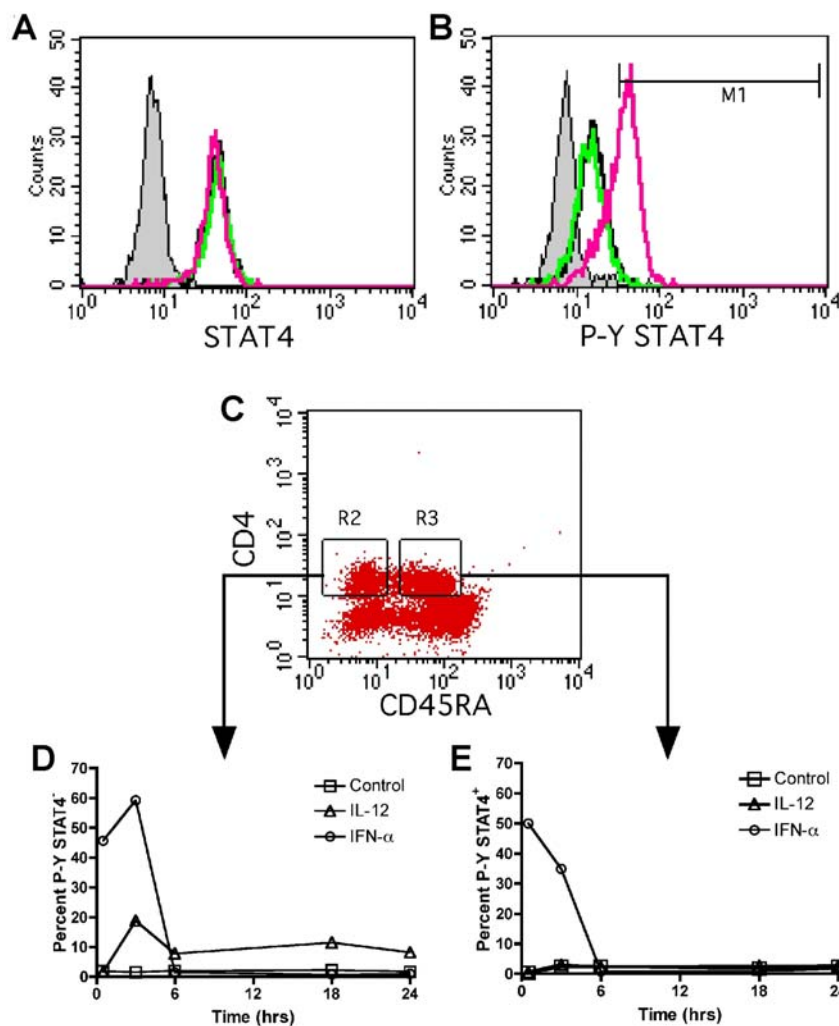 A
Counts
50
40
30
20
10
0
10^0
10^1
10^2
10^3
10^4
STAT4
B
Counts
50
40
30
20
10
0
M1
10^0
10^1
10^2
10^3
10^4
P-Y STAT4
C
CD4
10^4
10^3
10^2
10^1
10^0
R2
R3
10^0
10^1
10^2
10^3
10^4
CD45RA
D
Percent P-Y STAT4-
70
60
50
40
30
20
10
0
Control
IL-12
IFN-α
0
6
12
18
24
Time (hrs)
E
Percent P-Y STAT4+
70
60
50
40
30
20
10
0
Control
IL-12
IFN-α
0
6
12
18
24
Time (hrs)